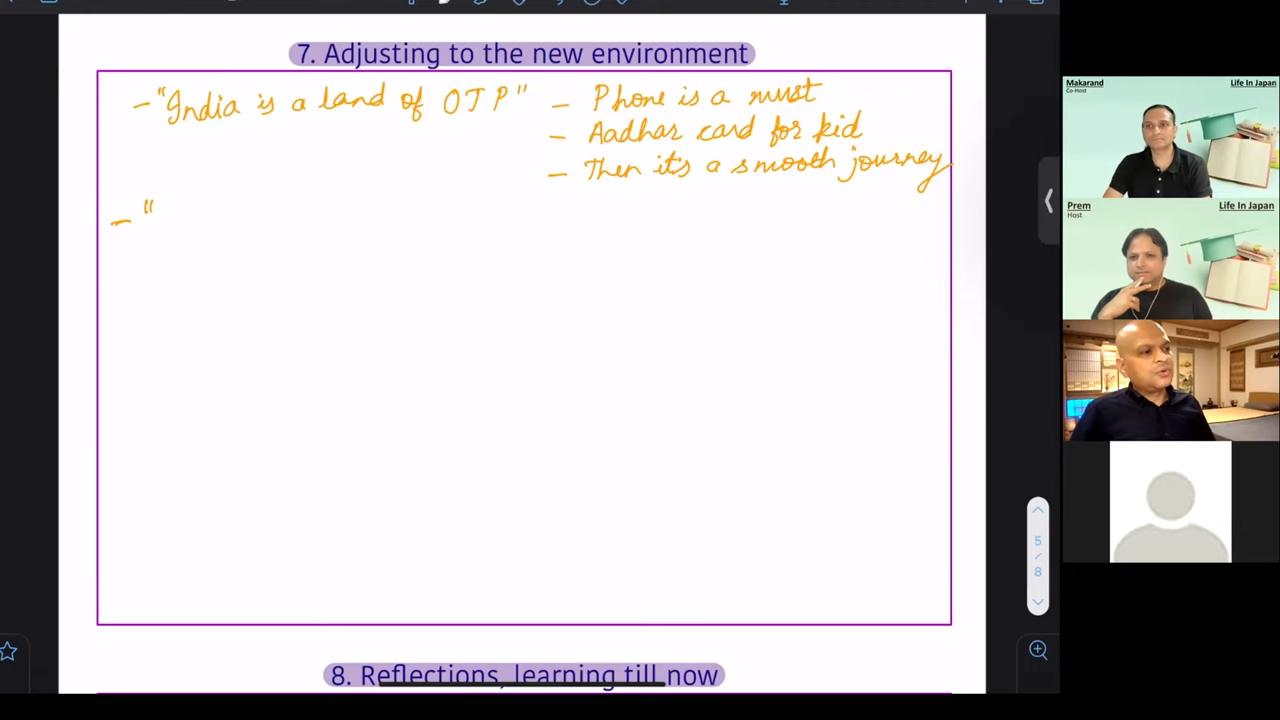 7. Adjusting to the new environment
- "India is a land of OTP" - Phone is a must
- Aadhar card for kid
- Then it's a smooth journey
- "
8. Reflections, learning till now
5
/
8
Makarand
Co-Host
Life In Japan
Prem
Host
Life In Japan